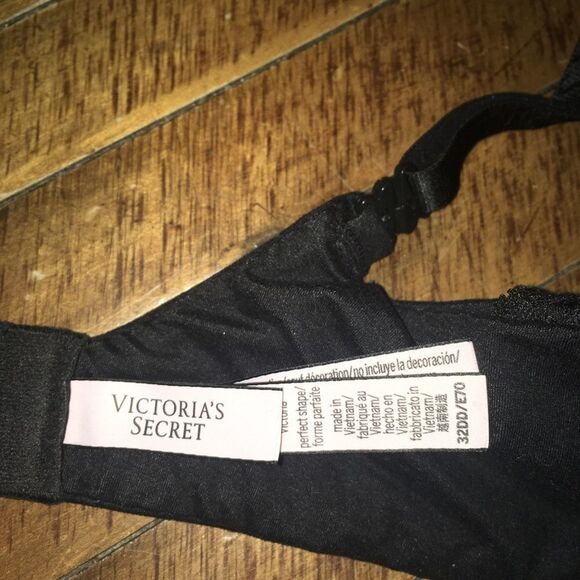 VICTORIA'S
SECRET
décoration/no incluye la decoración/
perfect shape/
forme parfaite
made in
Vietnam/
fabriqué au
Vietnam/
hecho en
Vietnam/
fabbricato in
Vietnam/
越南制造
32DD/E70